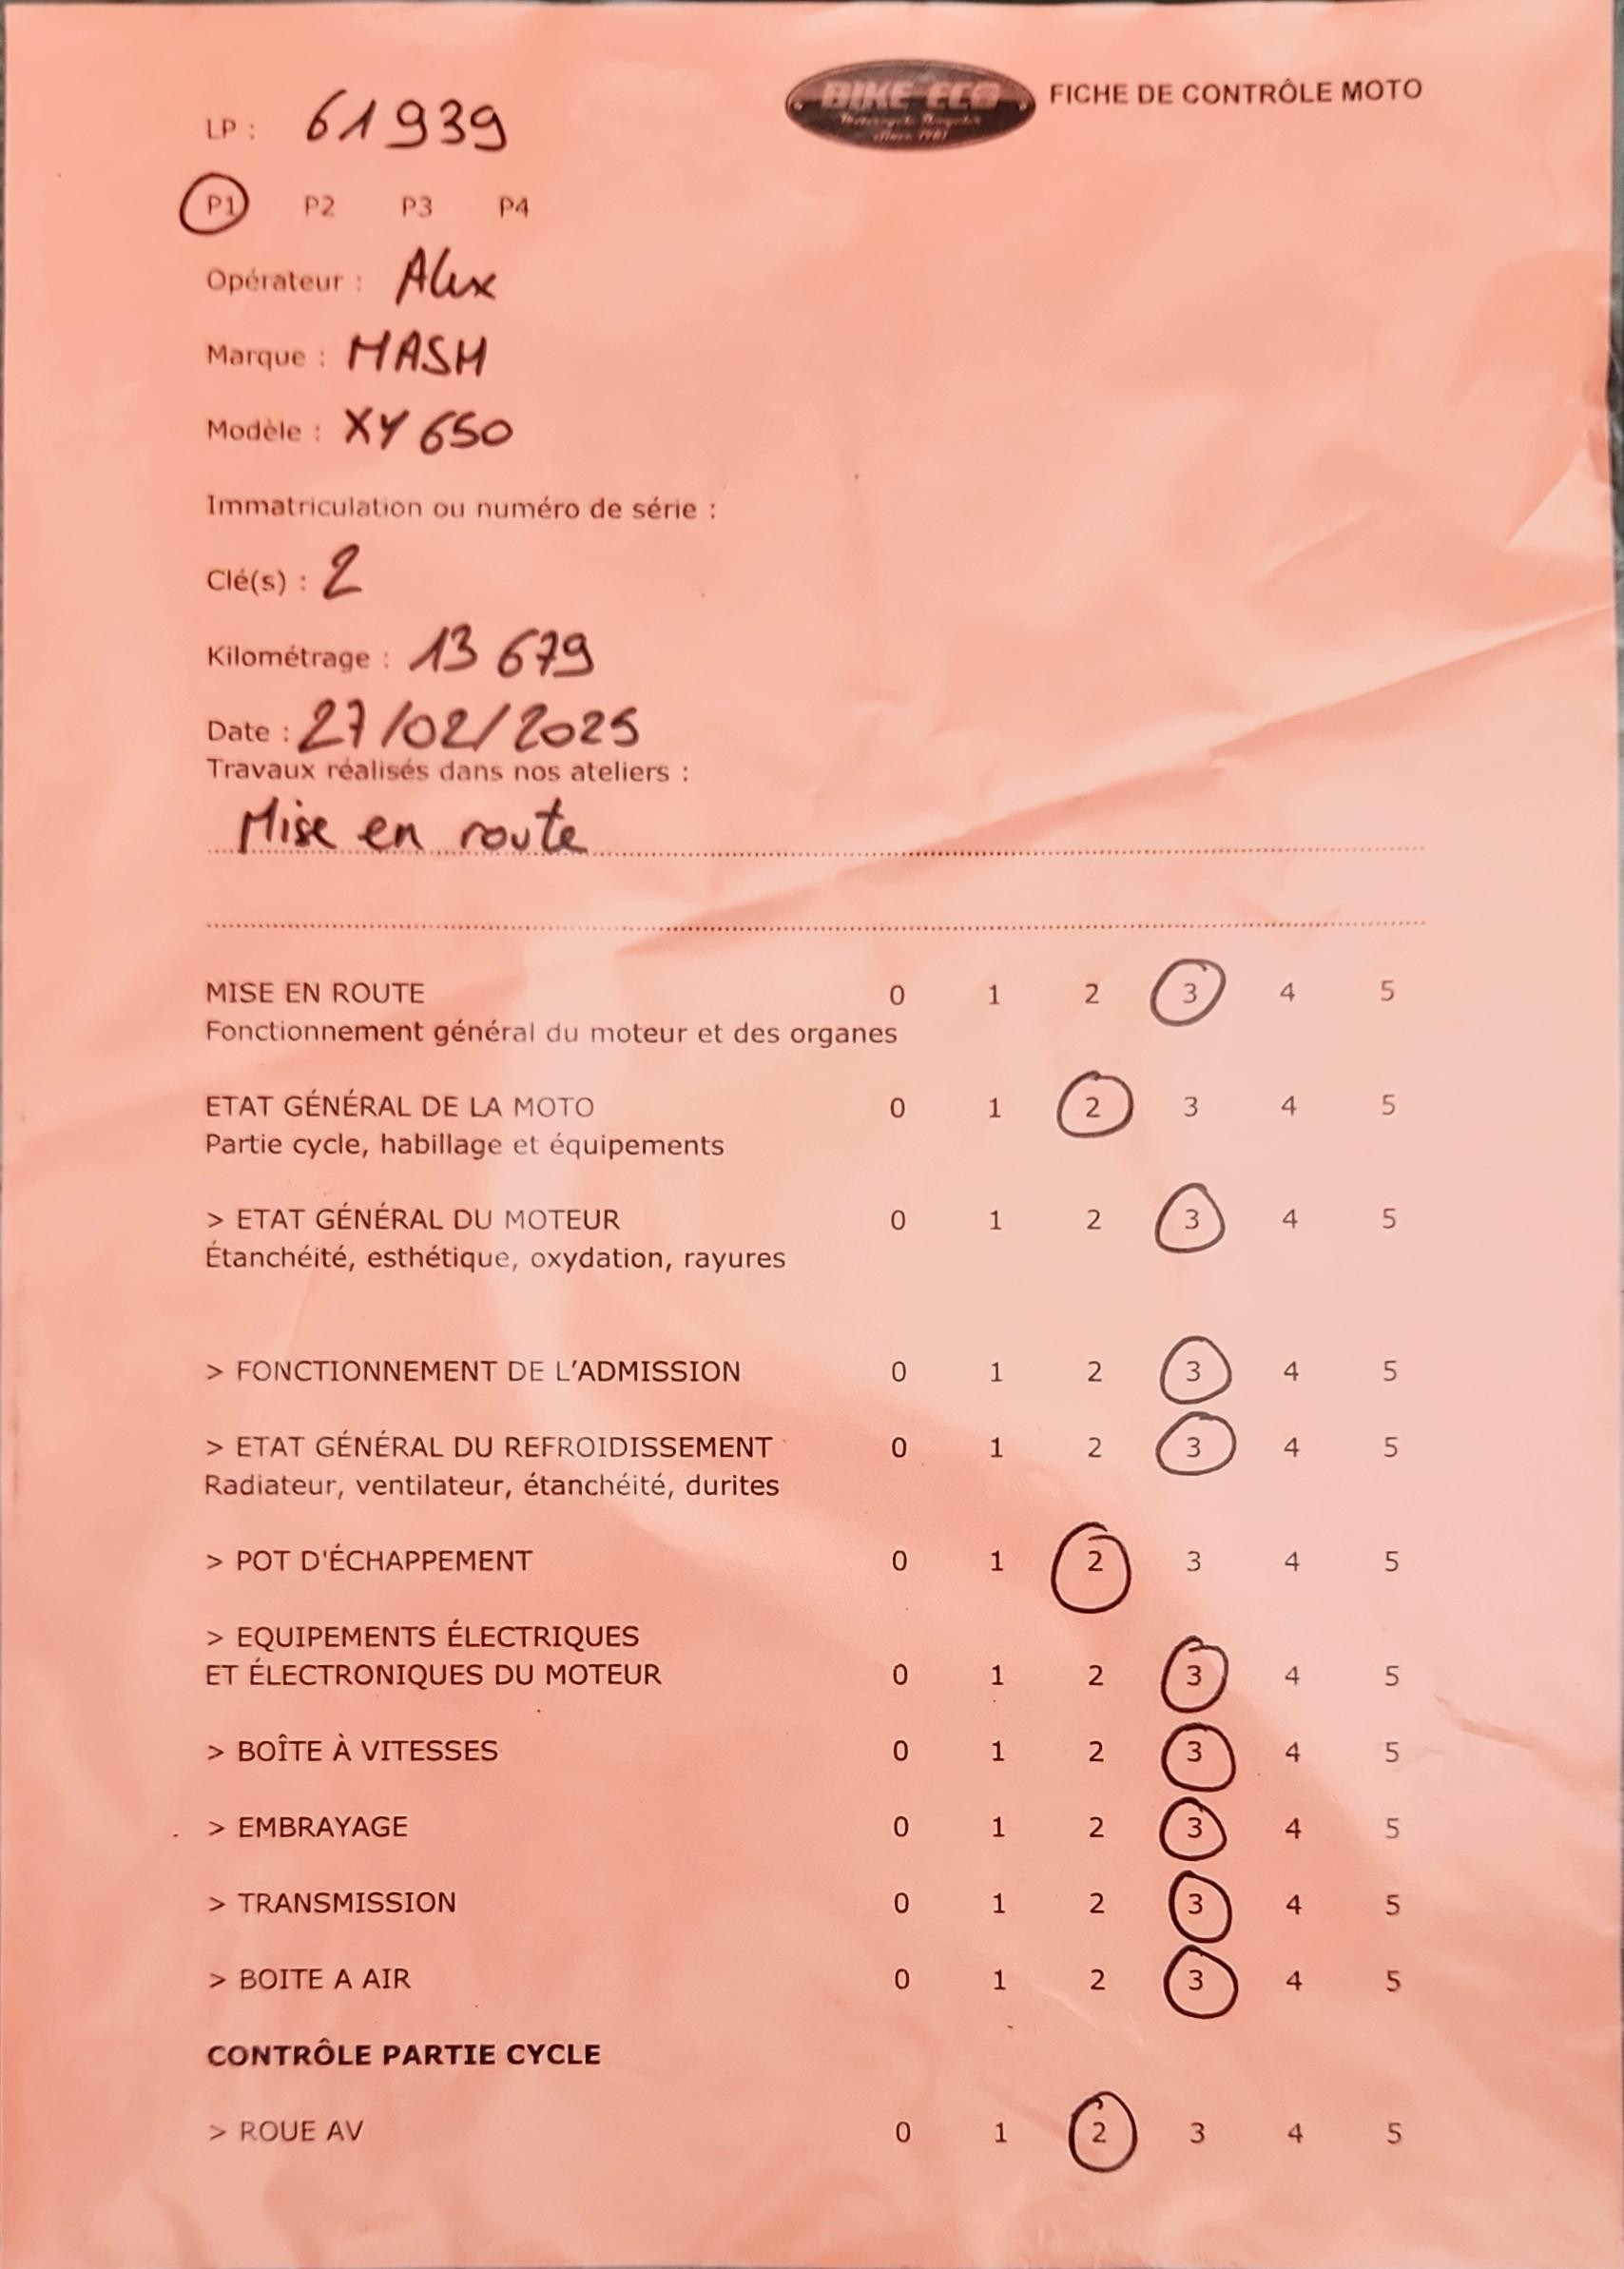 BIKE ECO
FICHE DE CONTRÔLE MOTO
LP : 61939
P1 P2 P3 P4
Opérateur : Alex
Marque : MASH
Modèle : XY 650
Immatriculation ou numéro de série :
Clé(s) : 2
Kilométrage : 13 679
Date : 27/02/2025
Travaux réalisés dans nos ateliers :
Mise en route
MISE EN ROUTE 0 1 2 3 4 5
Fonctionnement général du moteur et des organes
ETAT GÉNÉRAL DE LA MOTO 0 1 2 3 4 5
Partie cycle, habillage et équipements
> ETAT GÉNÉRAL DU MOTEUR 0 1 2 3 4 5
Étanchéité, esthétique, oxydation, rayures
> FONCTIONNEMENT DE L'ADMISSION 0 1 2 3 4 5
> ETAT GÉNÉRAL DU REFROIDISSEMENT 0 1 2 3 4 5
Radiateur, ventilateur, étanchéité, durites
> POT D'ÉCHAPPEMENT 0 1 2 3 4 5
> EQUIPEMENTS ÉLECTRIQUES
ET ÉLECTRONIQUES DU MOTEUR 0 1 2 3 4 5
> BOÎTE À VITESSES 0 1 2 3 4 5
> EMBRAYAGE 0 1 2 3 4 5
> TRANSMISSION 0 1 2 3 4 5
> BOITE A AIR 0 1 2 3 4 5
CONTRÔLE PARTIE CYCLE
> ROUE AV 0 1 2 3 4 5